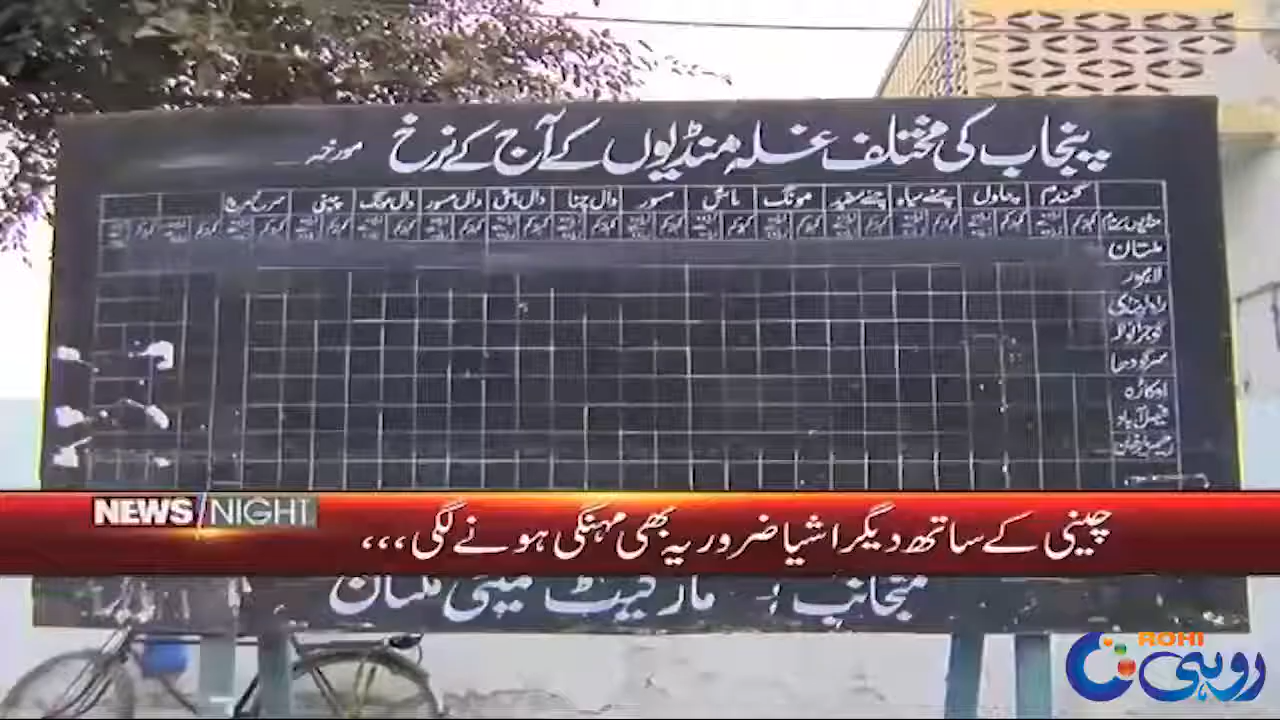 پنجاب کی مختلف غلہ منڈیوں کے آج کے نرخ مورخہ
گندم چاول چنے سیاہ چنے سفید مونگ ماش مسور دال چنا دال ماش دال مسور دال مونگ چینی سرخ مرچ
ملتان
لاہور
راولپنڈی
گوجرانوالہ
سرگودھا
اوکاڑہ
فیصل آباد
رحیم یار خان
NEWS NIGHT
چینی کے ساتھ دیگر اشیا ضروریہ بھی مہنگی ہونے لگی،،،
منجانب : مارکیٹ کمیٹی ملتان
ROHI
روہی